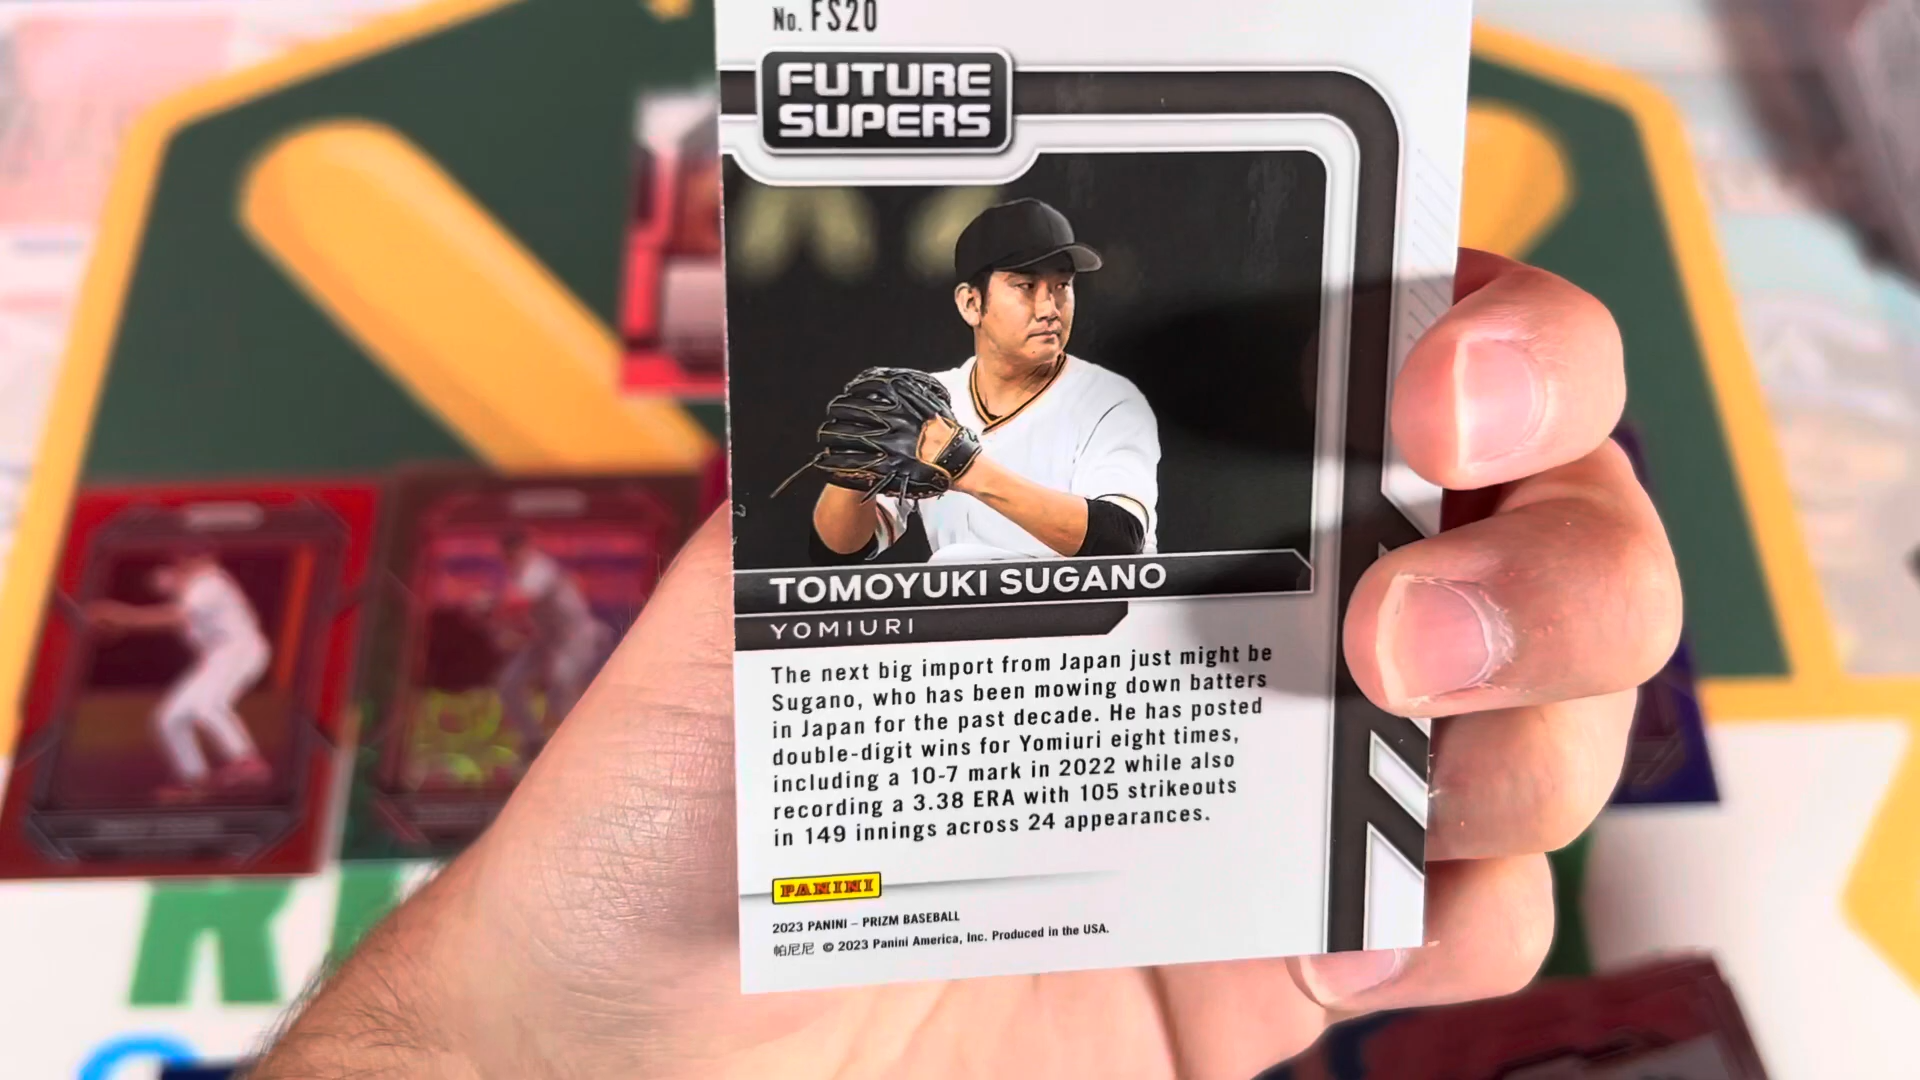 No. FS20
FUTURE
SUPERS
TOMOYUKI SUGANO
YOMIURI
The next big import from Japan just might be
Sugano, who has been mowing down batters
in Japan for the past decade. He has posted
double-digit wins for Yomiuri eight times,
including a 10-7 mark in 2022 while also
recording a 3.38 ERA with 105 strikeouts
in 149 innings across 24 appearances.
PANINI
2023 PANINI – PRIZM BASEBALL
帕尼尼 © 2023 Panini America, Inc. Produced in the USA.